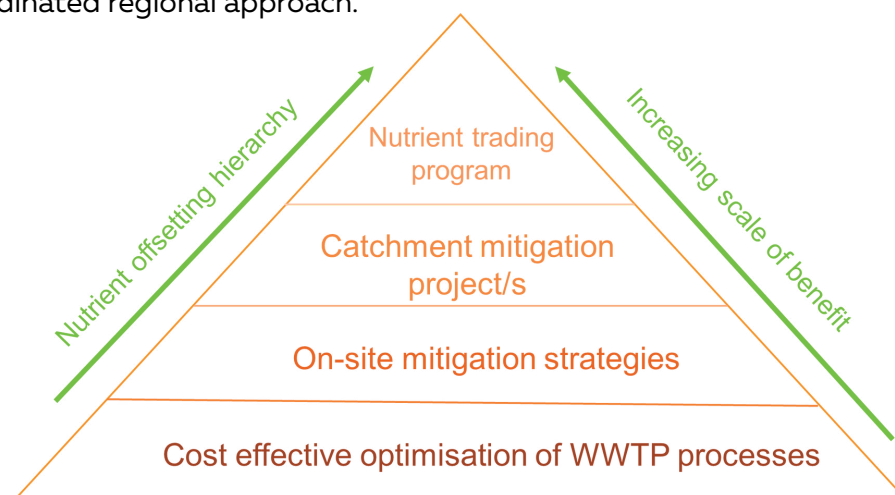 regional approach.
Nutrient offsetting hierarchy
Increasing scale of benefit
Nutrient trading
program
Catchment mitigation
project/s
On-site mitigation strategies
Cost effective optimisation of WWTP processes